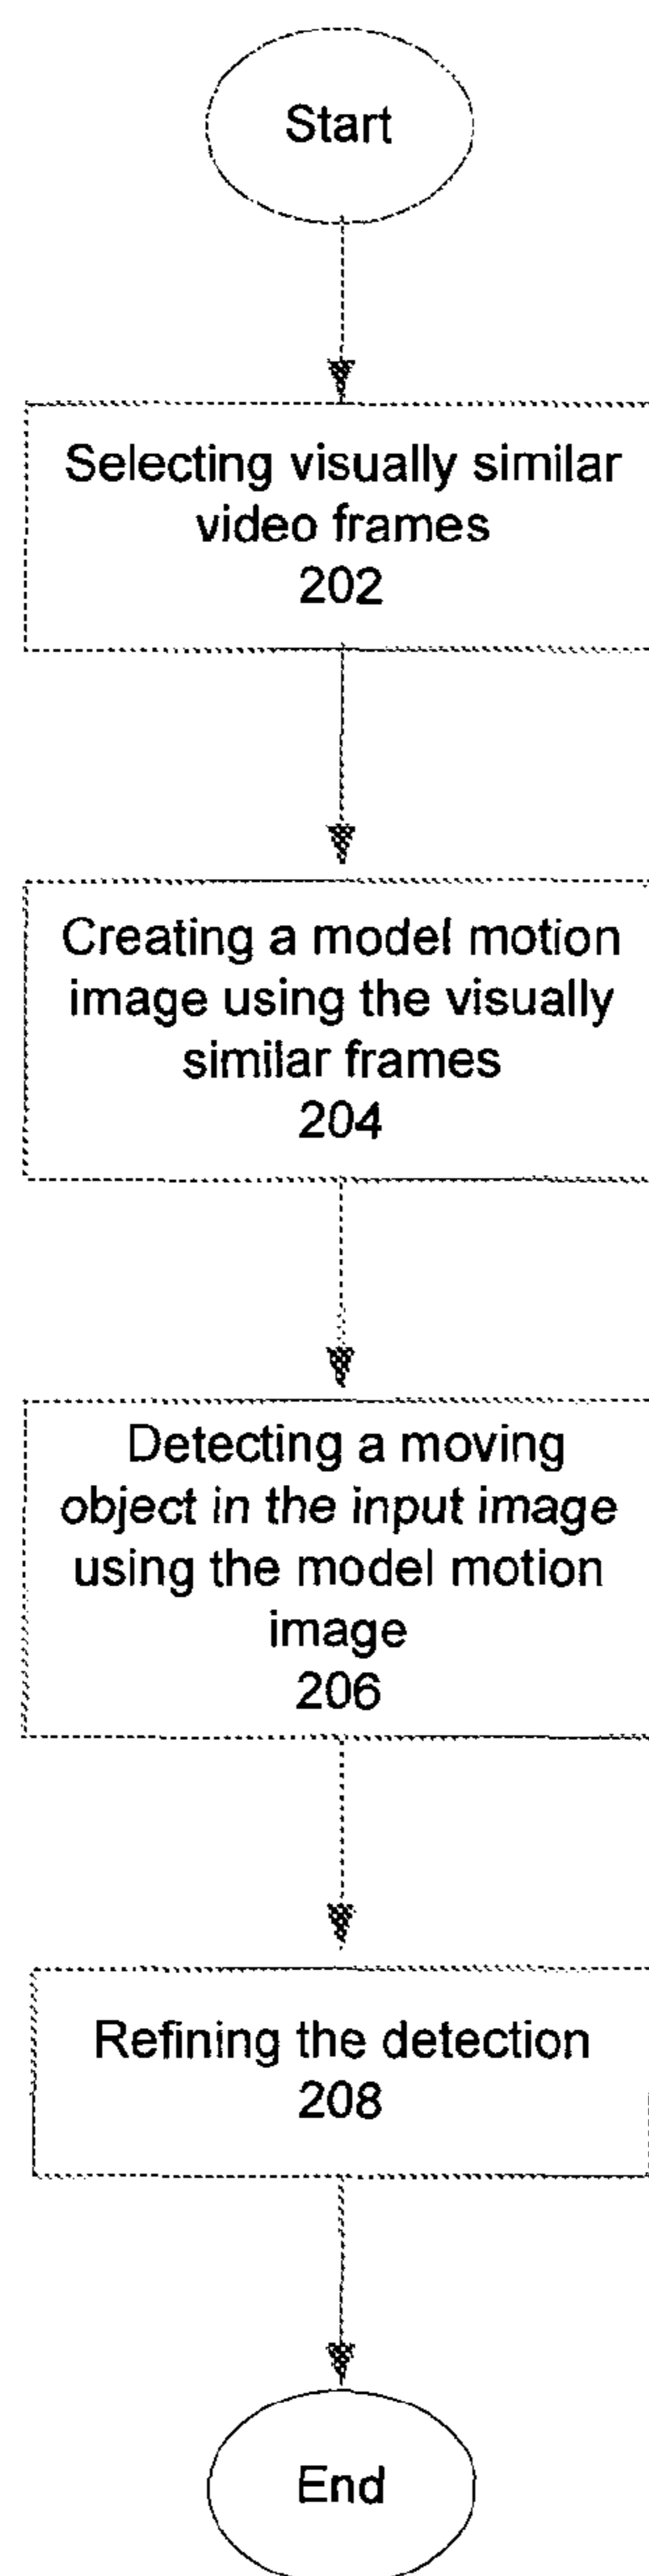 Start
Selecting visually similar
video frames
202
Creating a model motion
image using the visually
similar frames
204
Detecting a moving
object in the input image
using the model motion
image
206
Refining the detection
208
End